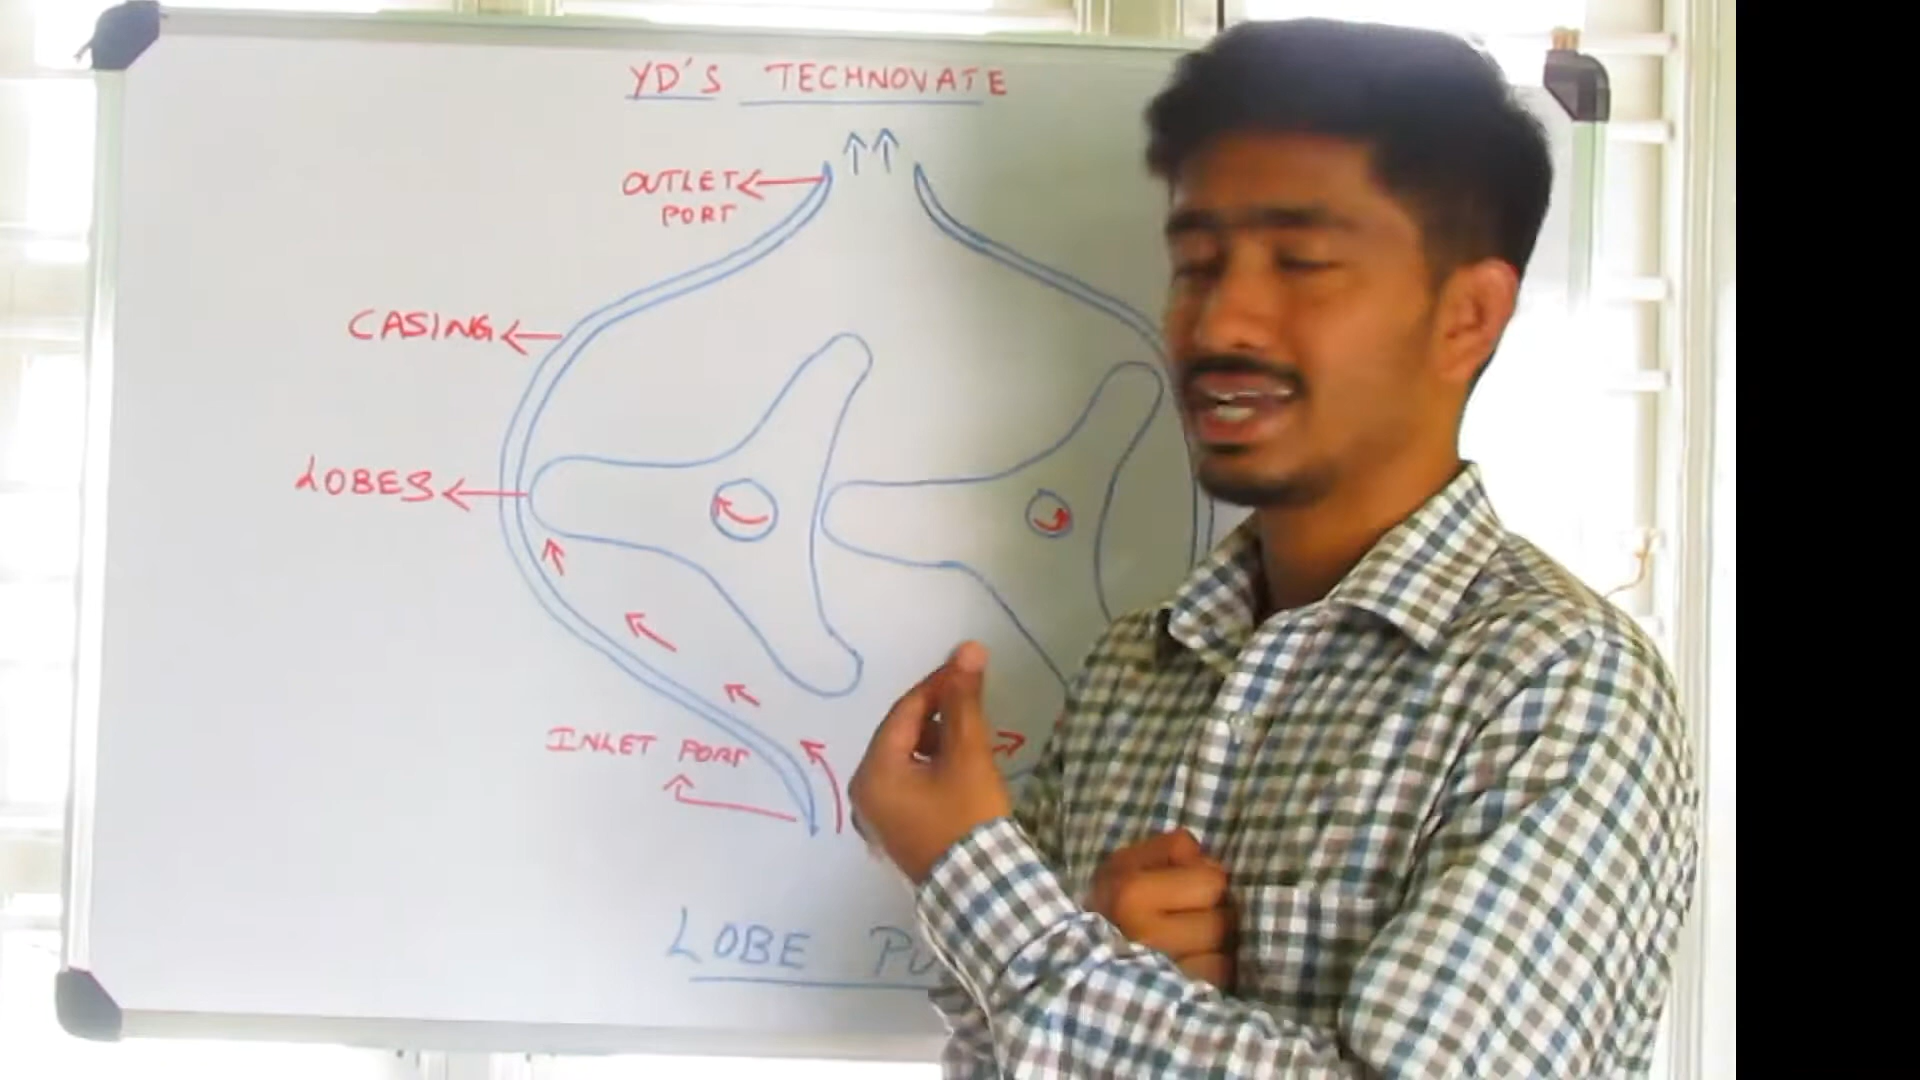 YD'S TECHNOVATE
OUTLET
PORT
CASING
LOBES
INLET PORT
LOBE